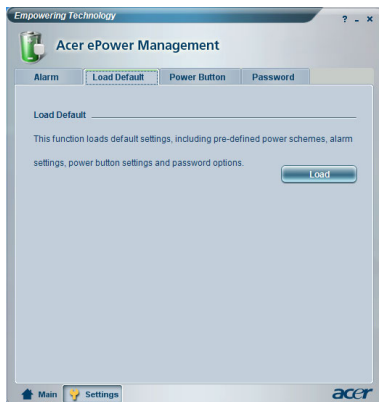 Empowering Technology
? - x
Acer ePower Management
Alarm Load Default Power Button Password
Load Default
This function loads default settings, including pre-defined power schemes, alarm
settings, power button settings and password options.
Load
Main Settings
acer